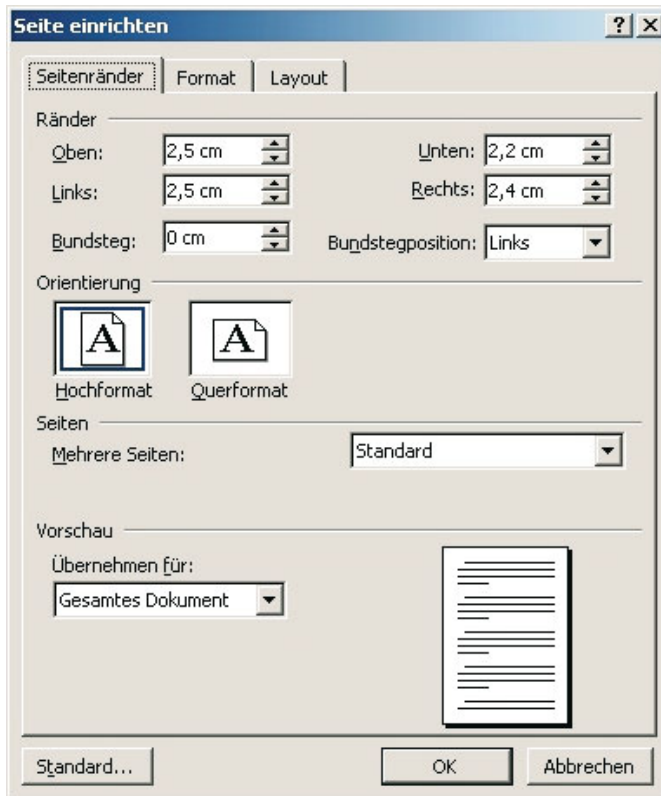 Seite einrichten
Seitenränder Format Layout
Ränder
Oben: 2,5 cm Unten: 2,2 cm
Links: 2,5 cm Rechts: 2,4 cm
Bundsteg: 0 cm Bundstegposition: Links
Orientierung
A A
Hochformat Querformat
Seiten
Mehrere Seiten: Standard
Vorschau
Übernehmen für:
Gesamtes Dokument
Standard... OK Abbrechen